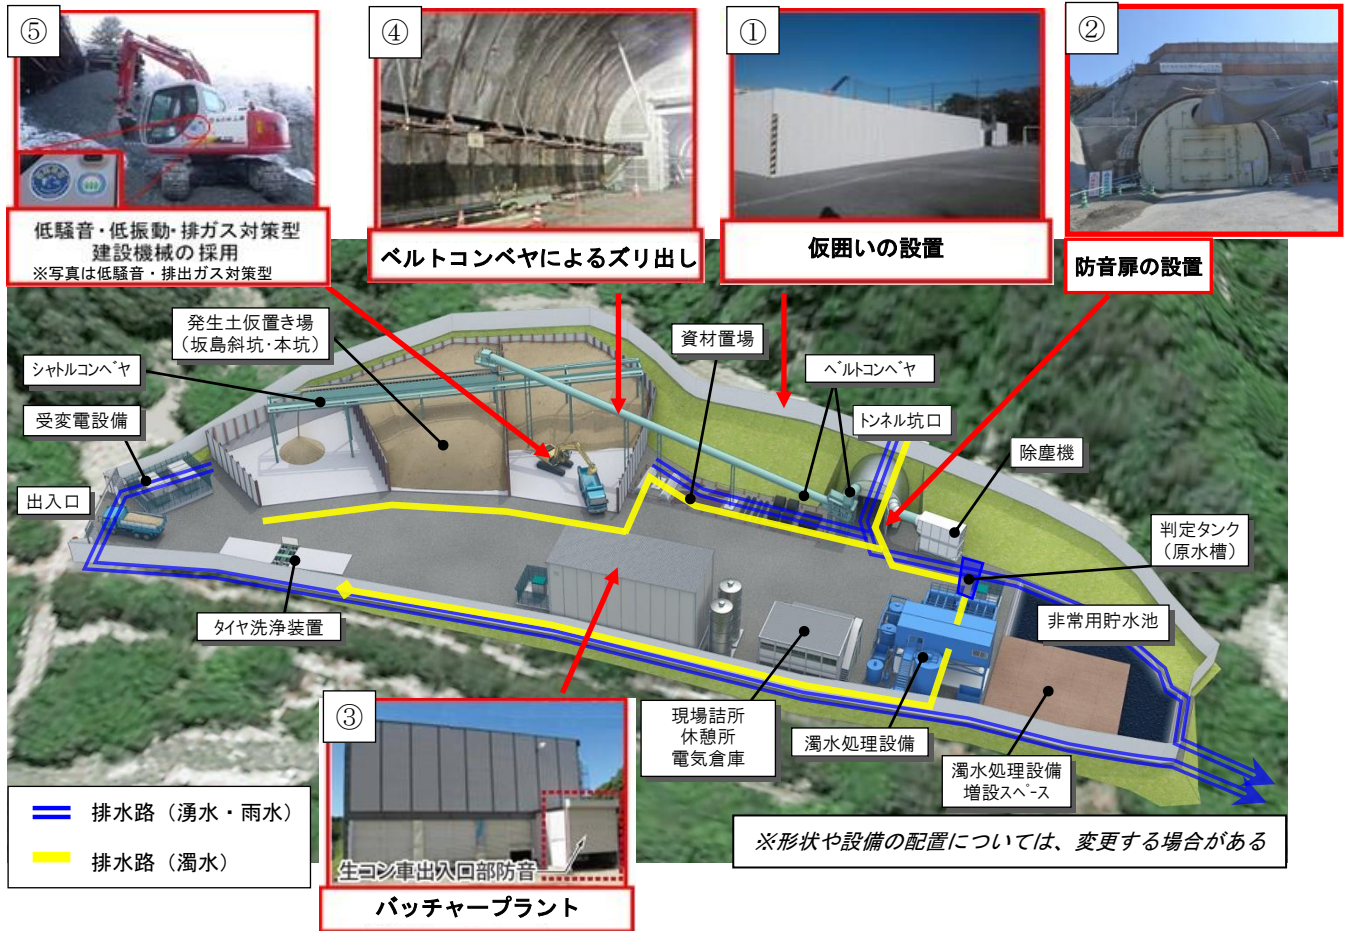 ⑤
④
①
②
低騒音・低振動・排ガス対策型
建設機械の採用
※写真は低騒音・排出ガス対策型
ベルトコンベヤによるズリ出し
仮囲いの設置
防音扉の設置
発生土仮置き場
（坂島斜坑・本坑）
シャトルコンベヤ
受変電設備
出入口
資材置場
ベルトコンベヤ
トンネル坑口
除塵機
判定タンク
（原水槽）
タイヤ洗浄装置
非常用貯水池
現場詰所
休憩所
電気倉庫
濁水処理設備
濁水処理設備
増設スペース
③
生コン車出入口部防音
バッチャープラント
排水路（湧水・雨水）
排水路（濁水）
※形状や設備の配置については、変更する場合がある